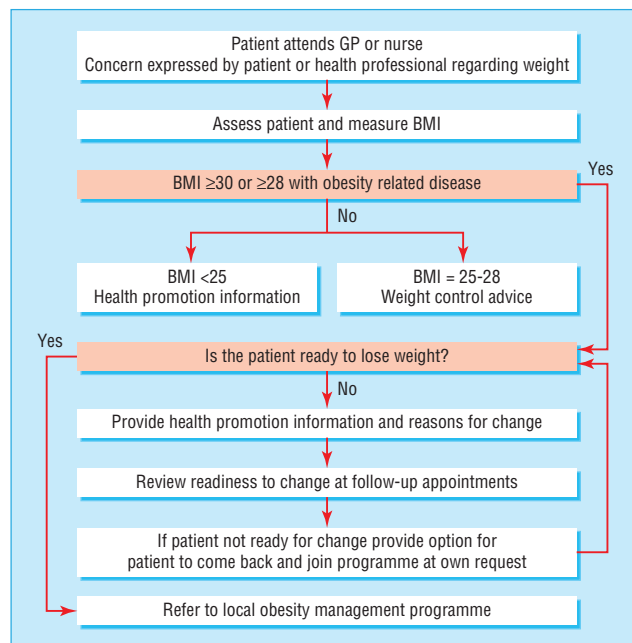 Patient attends GP or nurse
Concern expressed by patient or health professional regarding weight
Assess patient and measure BMI
BMI ≥30 or ≥28 with obesity related disease
Yes
No
BMI <25
Health promotion information
BMI = 25-28
Weight control advice
Yes
Is the patient ready to lose weight?
No
Provide health promotion information and reasons for change
Review readiness to change at follow-up appointments
If patient not ready for change provide option for
patient to come back and join programme at own request
Refer to local obesity management programme